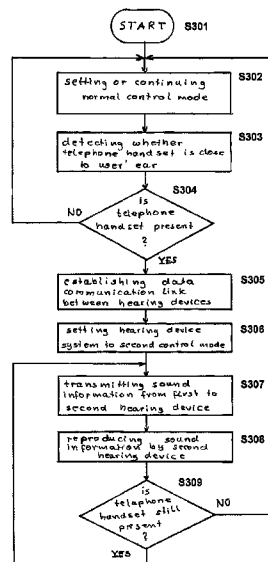 START
S301
setting or continuing
normal control mode
S302
detecting whether
telephone handset is close
to user' ear
S303
is
telephone
handset present
?
S304
NO
YES
establishing data
communication link
between hearing devices
S305
setting hearing device
system to second control mode
S306
transmitting sound
information from first to
second hearing device
S307
reproducing sound
information by second
hearing device
S308
is
telephone
handset still
present
?
S309
NO
YES